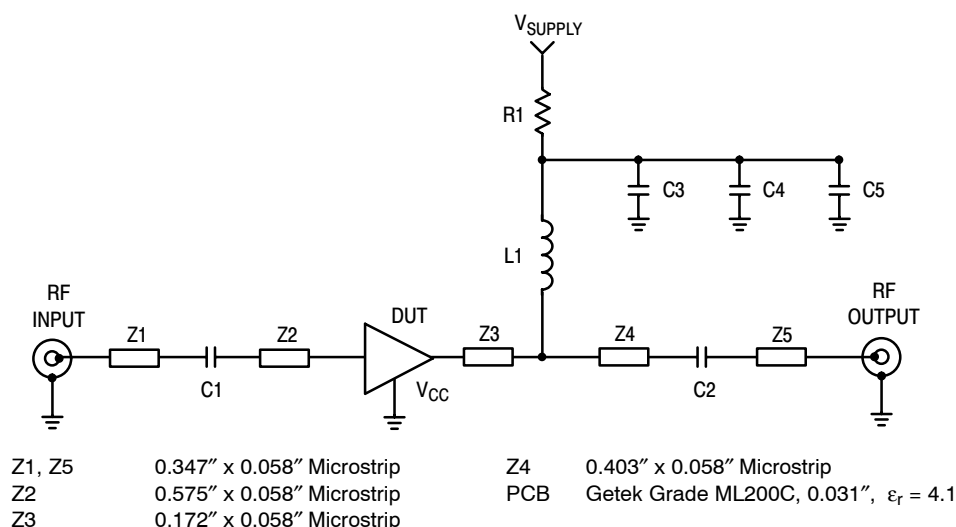 VSUPPLY
R1
C3 C4 C5
L1
RF
INPUT
RF
OUTPUT
Z1 Z2 DUT Z3 Z4 Z5
C1 VCC C2
Z1, Z5 0.347″ x 0.058″ Microstrip
Z2 0.575″ x 0.058″ Microstrip
Z3 0.172″ x 0.058″ Microstrip
Z4 0.403″ x 0.058″ Microstrip
PCB Getek Grade ML200C, 0.031″, εr = 4.1